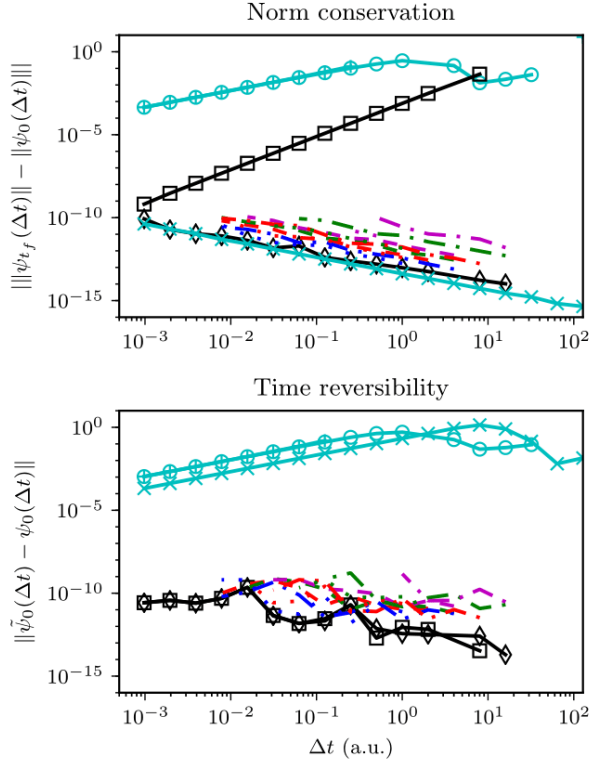 Norm conservation
|||ψ_{t_f}(Δt)|| − ||ψ_0(Δt)|||
10^0
10^{−5}
10^{−10}
10^{−15}
10^{−3} 10^{−2} 10^{−1} 10^0 10^1 10^2
Time reversibility
||ψ̃_0(Δt) − ψ_0(Δt)||
10^0
10^{−5}
10^{−10}
10^{−15}
10^{−3} 10^{−2} 10^{−1} 10^0 10^1 10^2
Δt (a.u.)